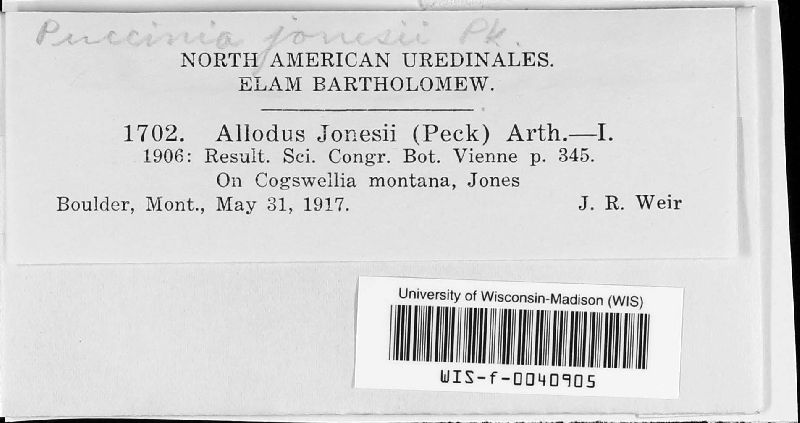 Puccinia jonesii Pk.
NORTH AMERICAN UREDINALES.
ELAM BARTHOLOMEW.
1702. Allodus Jonesii (Peck) Arth.—I.
1906: Result. Sci. Congr. Bot. Vienne p. 345.
On Cogswellia montana, Jones
Boulder, Mont., May 31, 1917. J. R. Weir
University of Wisconsin-Madison (WIS)
WIS-f-0040905